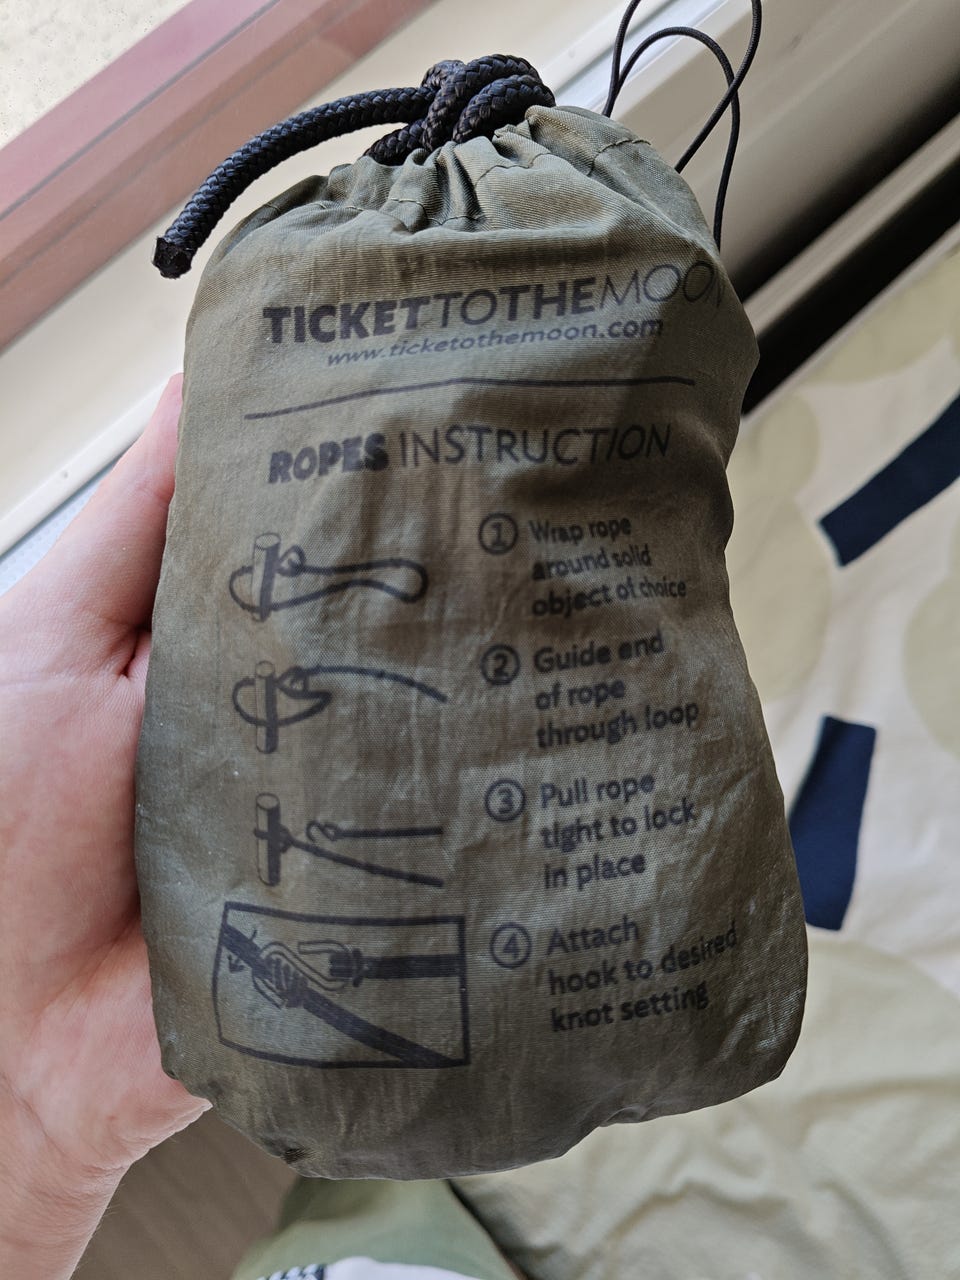 TICKETTOTHEMOON
www.ticketothemoon.com
ROPES INSTRUCTION
1 Wrap rope
around solid
object of choice
2 Guide end
of rope
through loop
3 Pull rope
tight to lock
in place
4 Attach
hook to desired
knot setting